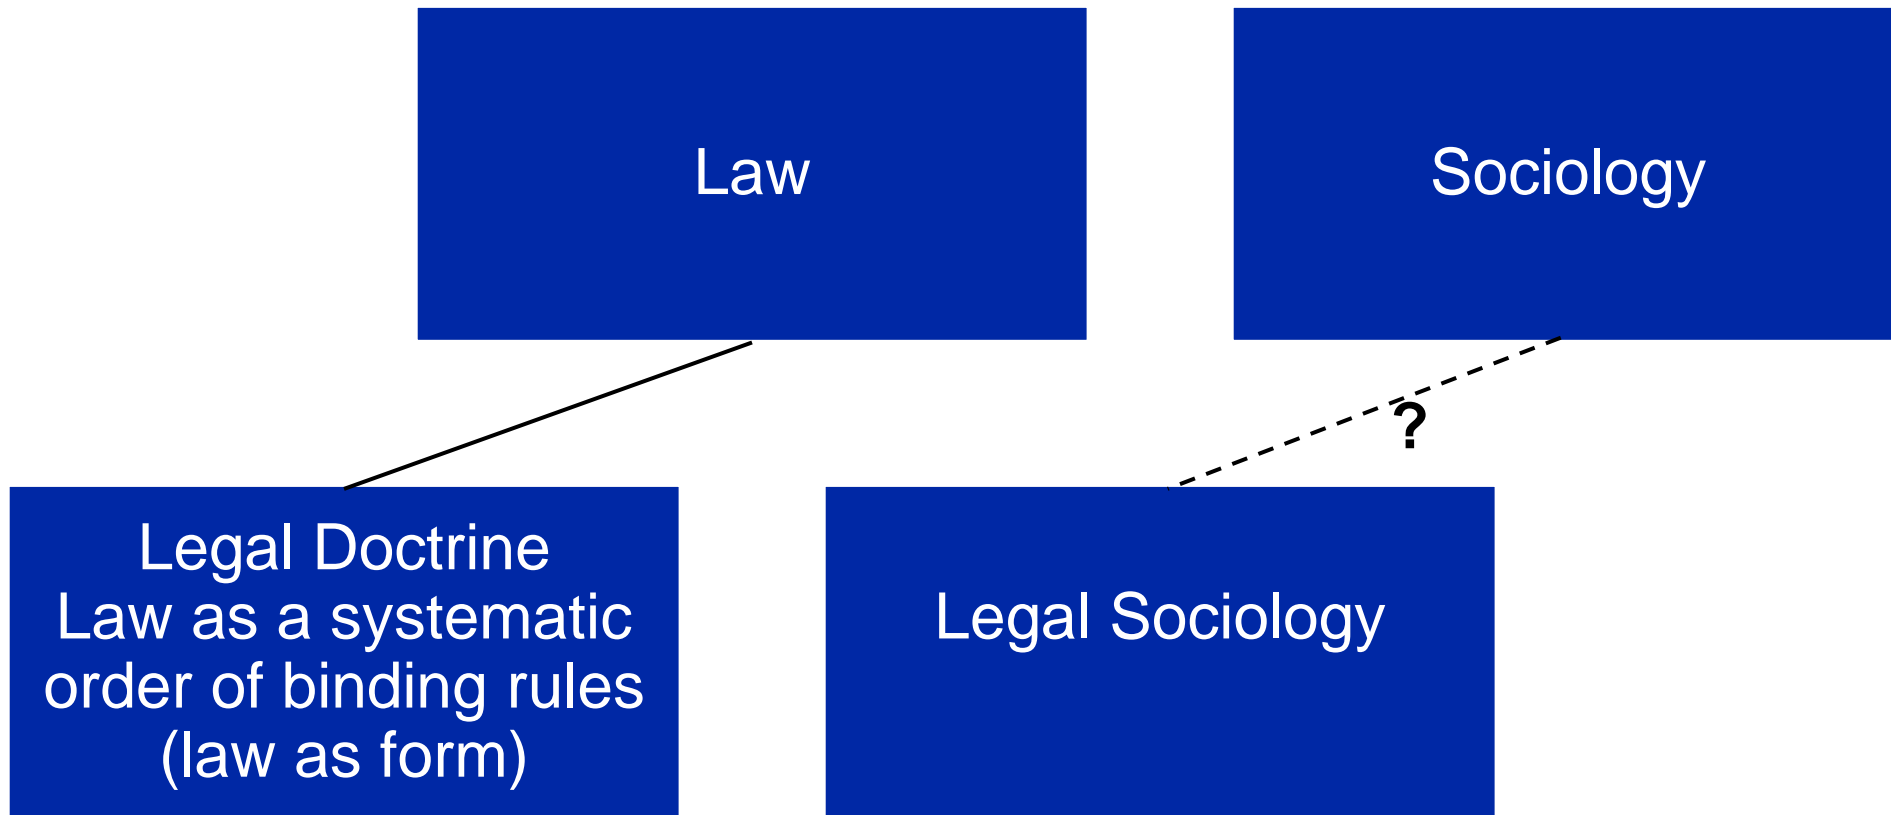 Law
Sociology
?
Legal Doctrine
Law as a systematic
order of binding rules
(law as form)
Legal Sociology